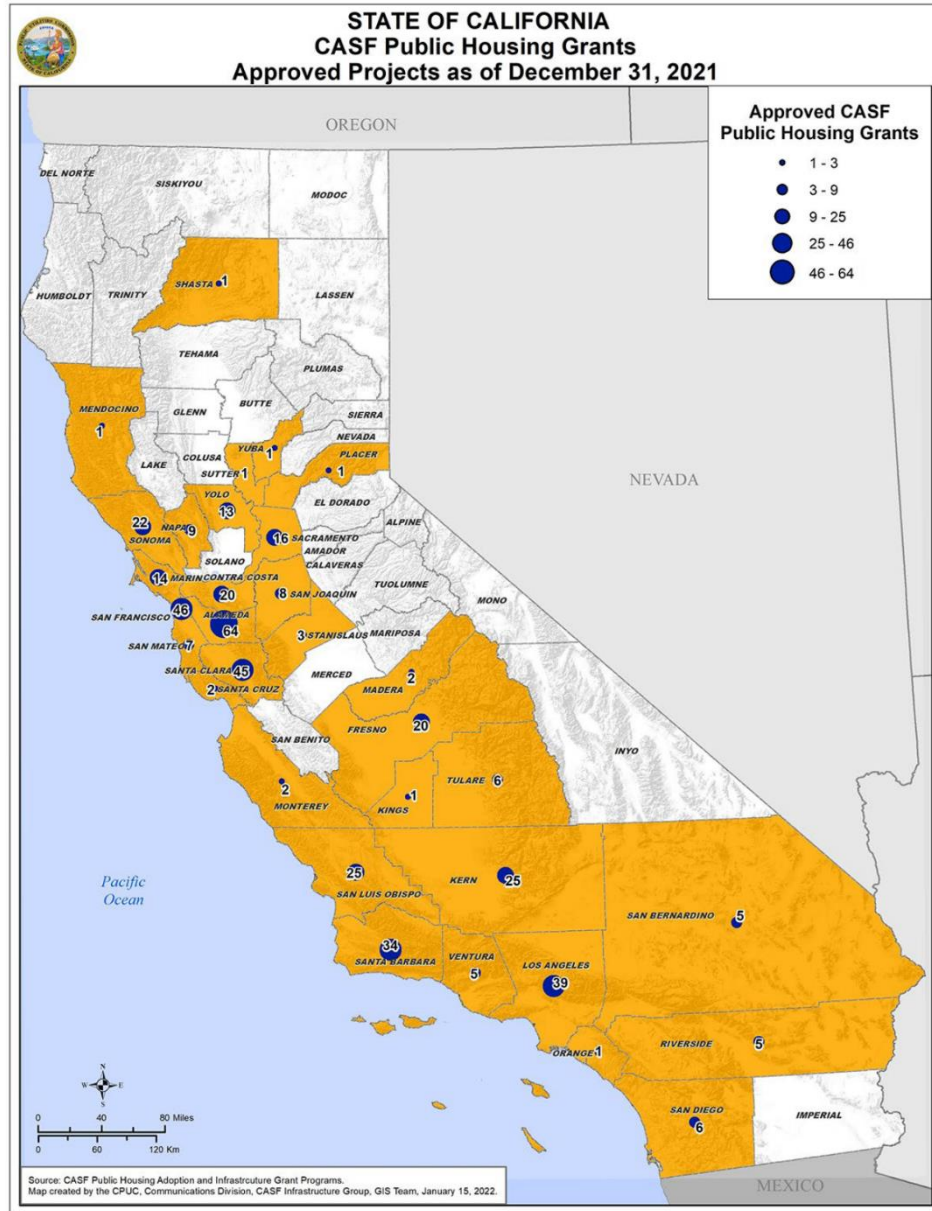 STATE OF CALIFORNIA
CASF Public Housing Grants
Approved Projects as of December 31, 2021
Approved CASF
Public Housing Grants
1 - 3
3 - 9
9 - 25
25 - 46
46 - 64
OREGON
DEL NORTE
SISKIYOU
MODOC
HUMBOLDT
TRINITY
SHASTA
1
LASSEN
TEHAMA
PLUMAS
MENDOCINO
1
GLENN
BUTTE
SIERRA
NEVADA
LAKE
COLUSA
SUTTER
1
YUBA
1
PLACER
1
NEVADA
EL DORADO
YOLO
13
22
SONOMA
NAPA
9
16
SACRAMENTO
ALPINE
AMADOR
SOLANO
CALAVERAS
14
MARIN
CONTRA COSTA
20
8
SAN JOAQUIN
TUOLUMNE
MONO
SAN FRANCISCO
46
ALAMEDA
64
3
STANISLAUS
MARIPOSA
SAN MATEO
7
SANTA CLARA
45
MERCED
2
SANTA CRUZ
MADERA
2
SAN BENITO
FRESNO
20
INYO
2
MONTEREY
1
KINGS
TULARE
6
25
SAN LUIS OBISPO
KERN
25
Pacific
Ocean
SAN BERNARDINO
5
34
SANTA BARBARA
VENTURA
5
LOS ANGELES
39
ORANGE
1
RIVERSIDE
5
SAN DIEGO
6
IMPERIAL
MEXICO
N
W E
S
0 40 80 Miles
0 60 120 Km
Source: CASF Public Housing Adoption and Infrastrcuture Grant Programs.
Map created by the CPUC, Communications Division, CASF Infrastructure Group, GIS Team, January 15, 2022.